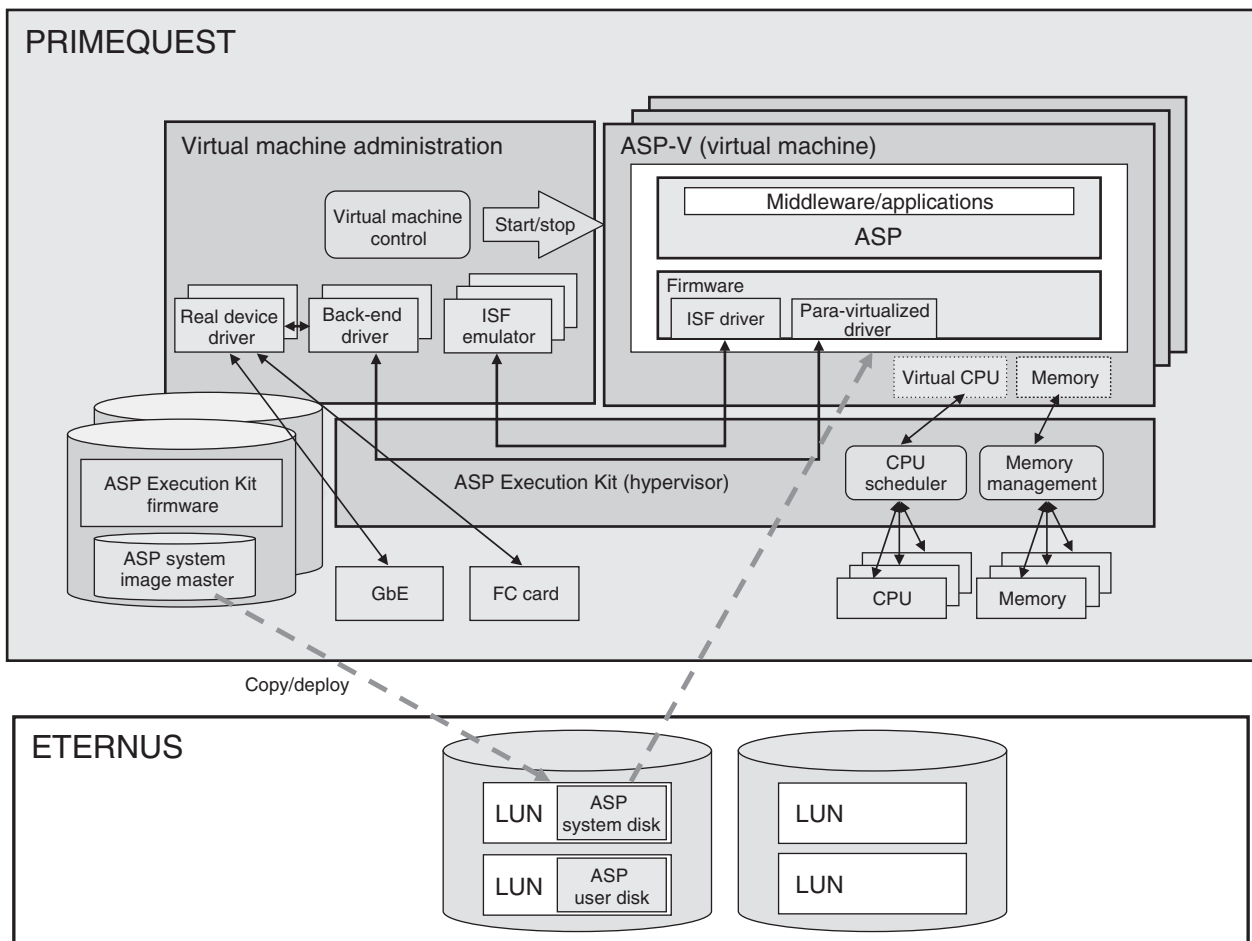 PRIMEQUEST
Virtual machine administration
Virtual machine
control
Start/stop
Real device
driver
Back-end
driver
ISF
emulator
ASP-V (virtual machine)
Middleware/applications
ASP
Firmware
ISF driver
Para-virtualized
driver
Virtual CPU
Memory
ASP Execution Kit (hypervisor)
CPU
scheduler
Memory
management
ASP Execution Kit
firmware
ASP system
image master
GbE
FC card
CPU
Memory
Copy/deploy
ETERNUS
LUN
ASP
system disk
LUN
ASP
user disk
LUN
LUN